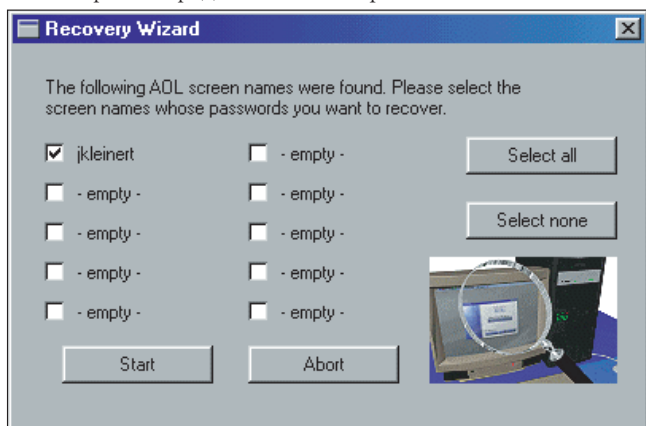 Recovery Wizard
The following AOL screen names were found. Please select the
screen names whose passwords you want to recover.
jkleinert
- empty -
Select all
- empty -
- empty -
- empty -
- empty -
Select none
- empty -
- empty -
- empty -
- empty -
Start
Abort